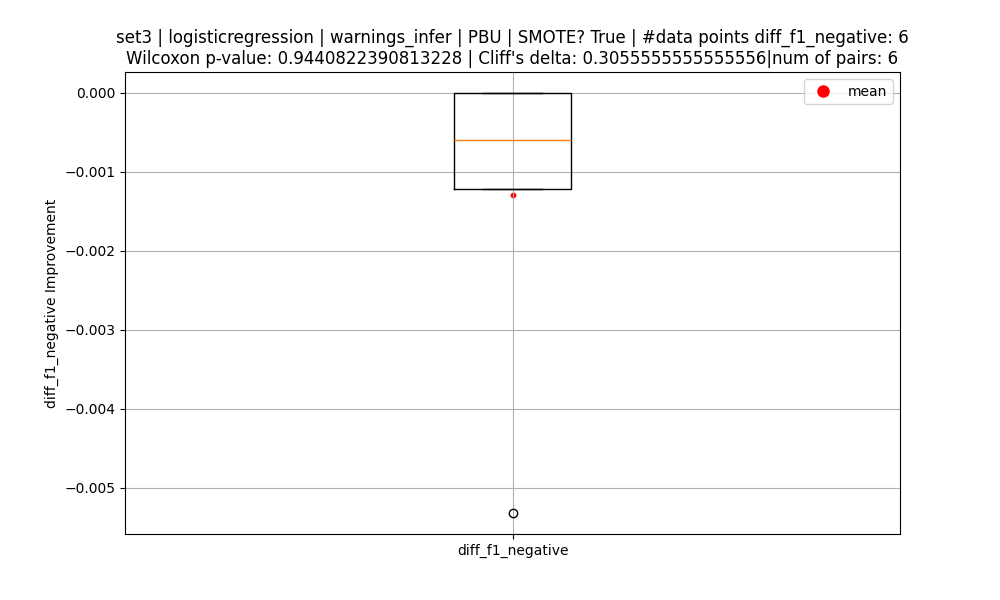 set3 | logisticregression | warnings_infer | PBU | SMOTE? True | #data points diff_f1_negative: 6
Wilcoxon p-value: 0.9440822390813228 | Cliff's delta: 0.3055555555555556|num of pairs: 6
mean
0.000
−0.001
−0.002
−0.003
−0.004
−0.005
diff_f1_negative Improvement
diff_f1_negative